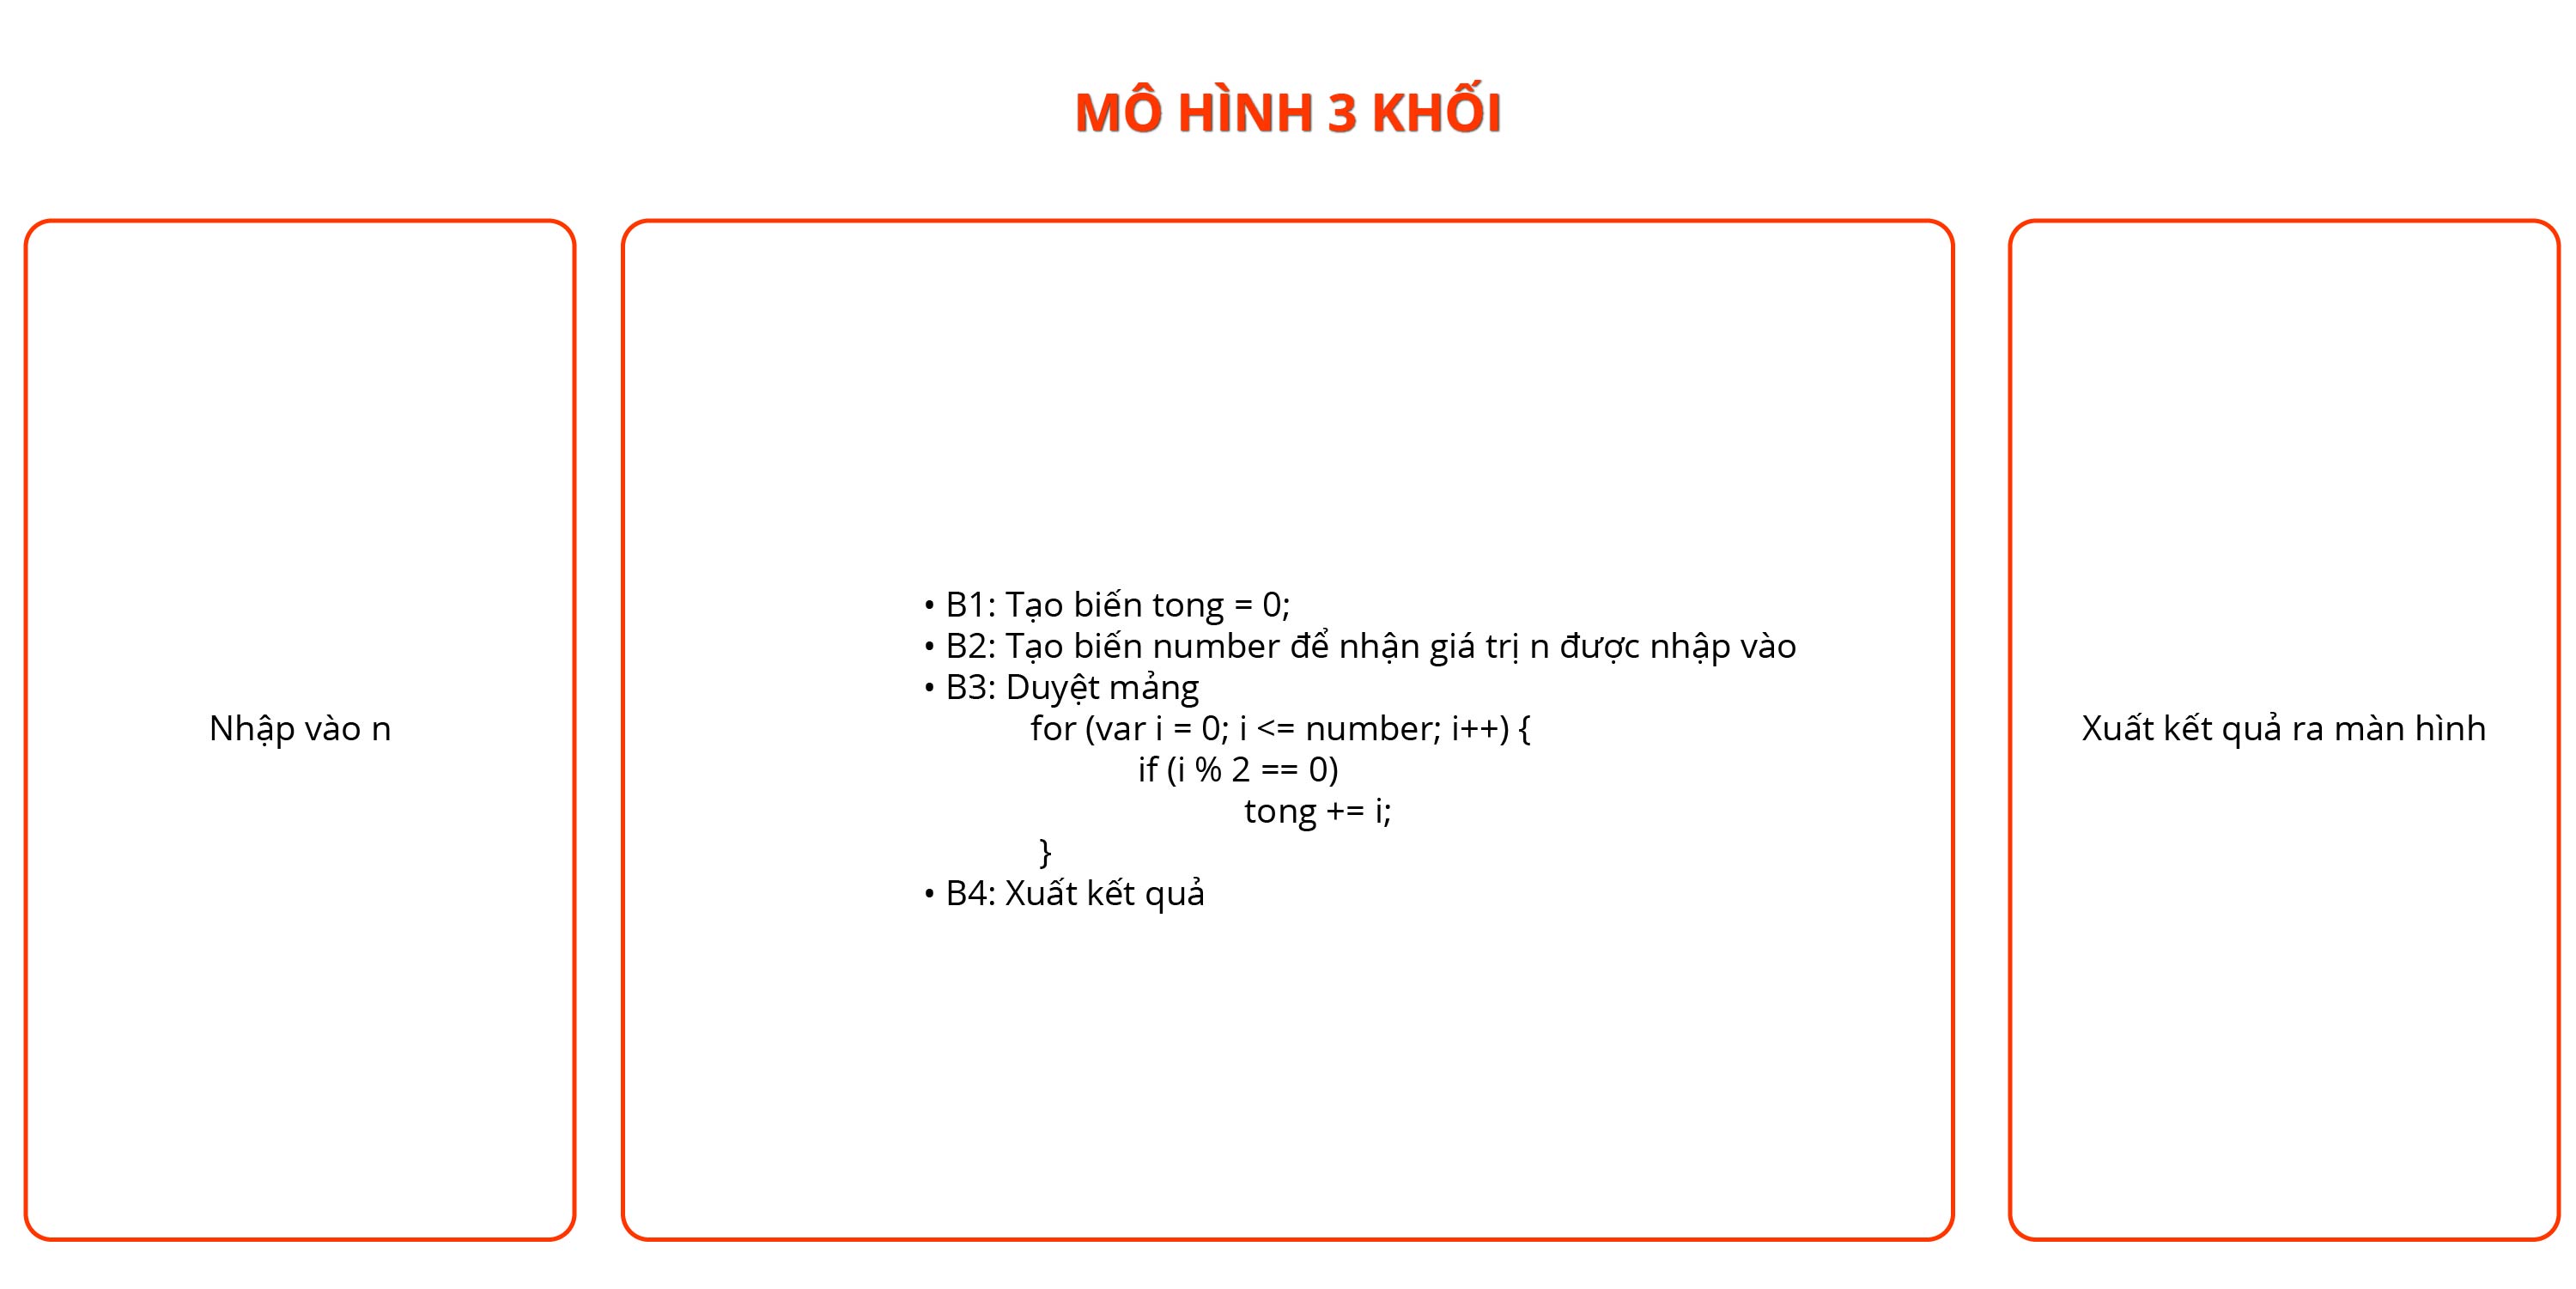 MÔ HÌNH 3 KHỐI
Nhập vào n
• B1: Tạo biến tong = 0;
• B2: Tạo biến number để nhận giá trị n được nhập vào
• B3: Duyệt mảng
for (var i = 0; i <= number; i++) {
if (i % 2 == 0)
tong += i;
}
• B4: Xuất kết quả
Xuất kết quả ra màn hình